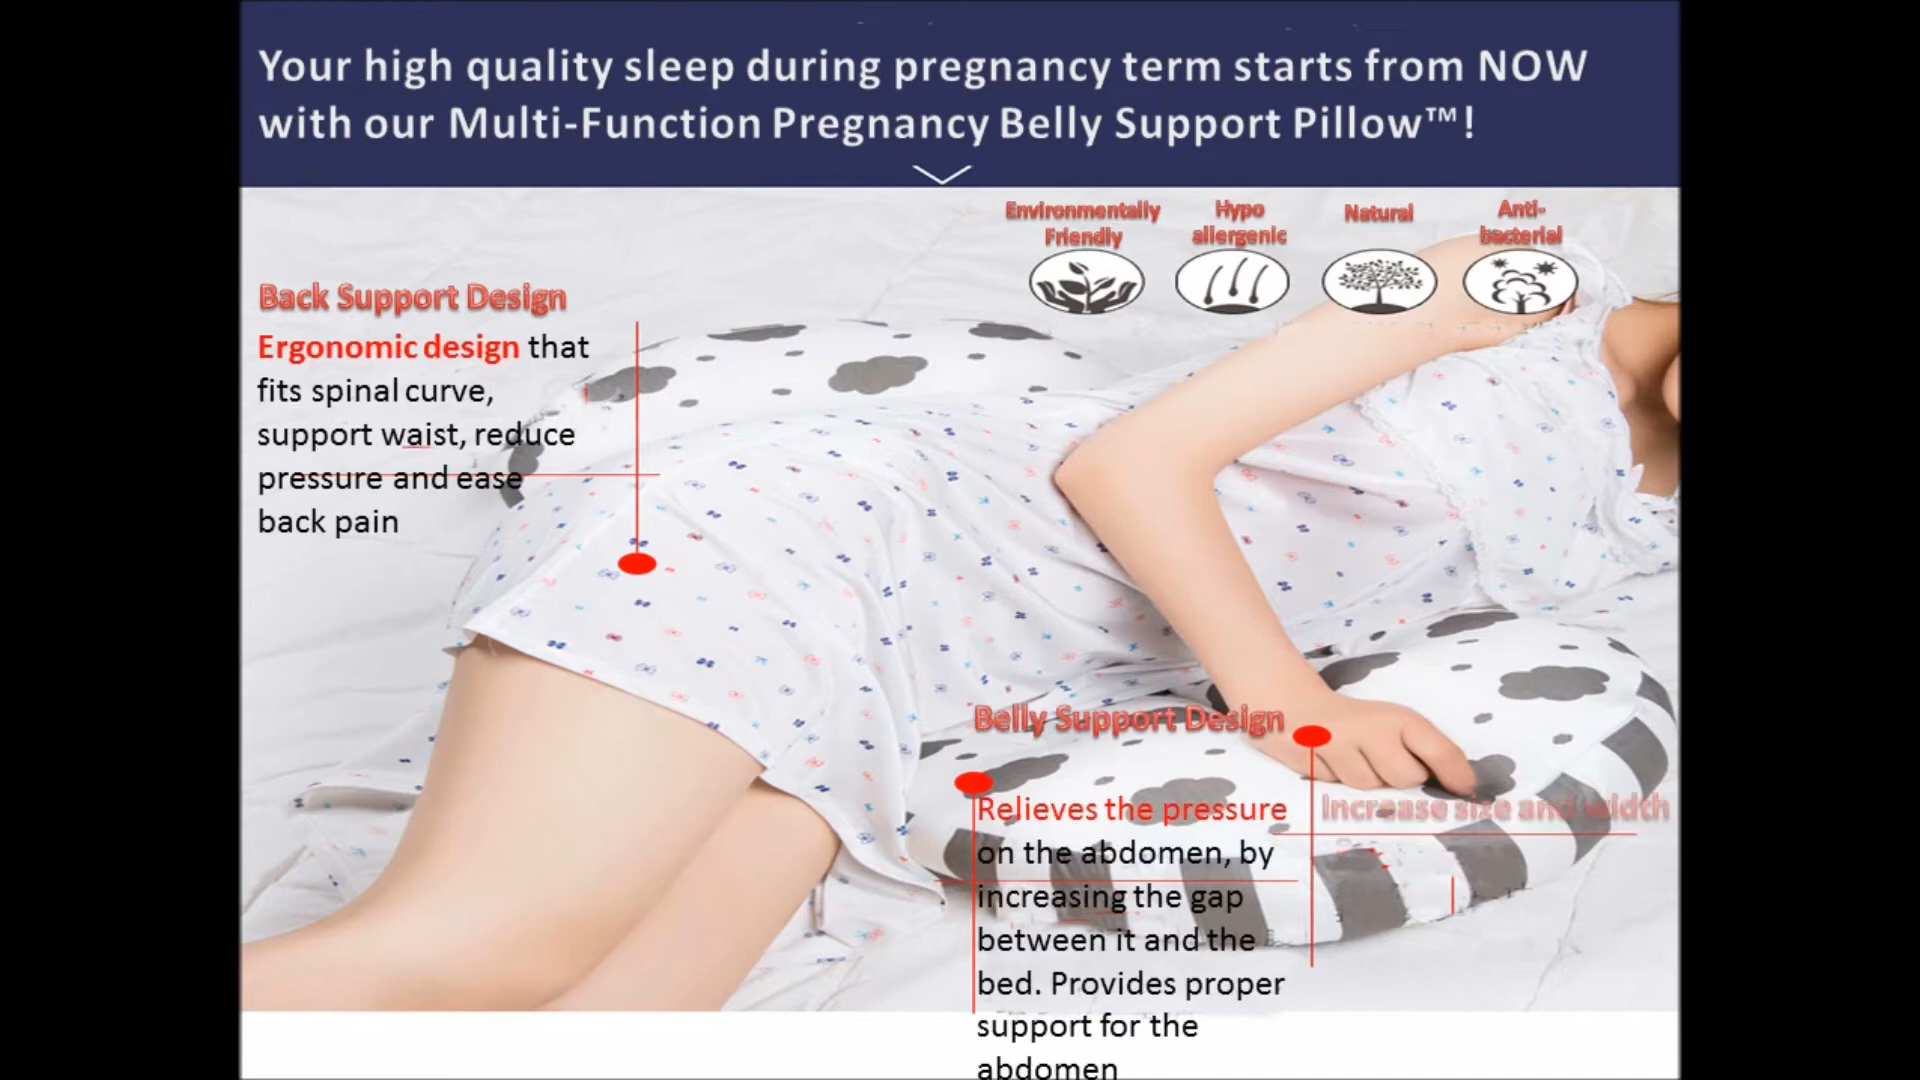 Your high quality sleep during pregnancy term starts from NOW
with our Multi-Function Pregnancy Belly Support Pillow™!
Environmentally
Friendly
Hypo
allergenic
Natural
Anti-
bacterial
Back Support Design
Ergonomic design that
fits spinal curve,
support waist, reduce
pressure and ease
back pain
Belly Support Design
Relieves the pressure
on the abdomen, by
increasing the gap
between it and the
bed. Provides proper
support for the
abdomen
Increase size and width